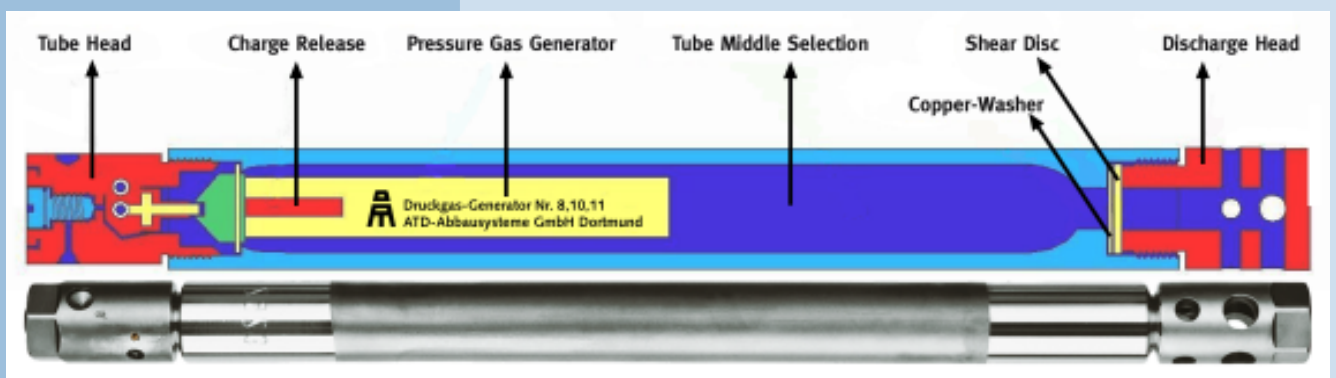 Tube Head
Charge Release
Pressure Gas Generator
Tube Middle Selection
Shear Disc
Discharge Head
Copper-Washer
Druckgas-Generator Nr. 8,10,11
ATD-Abbausysteme GmbH Dortmund